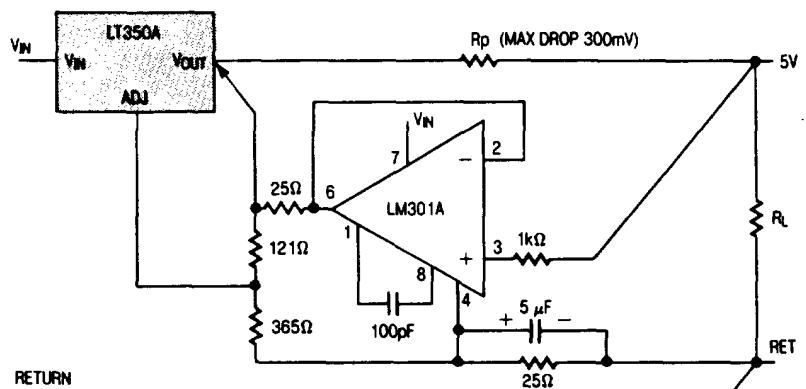 LT350A
VIN
VIN
VOUT
ADJ
Rp (MAX DROP 300mV)
5V
VIN
7
2
−
25Ω
6
LM301A
1
121Ω
+
3
1kΩ
8
4
RL
100pF
365Ω
+
5 µF
−
25Ω
RET
RETURN